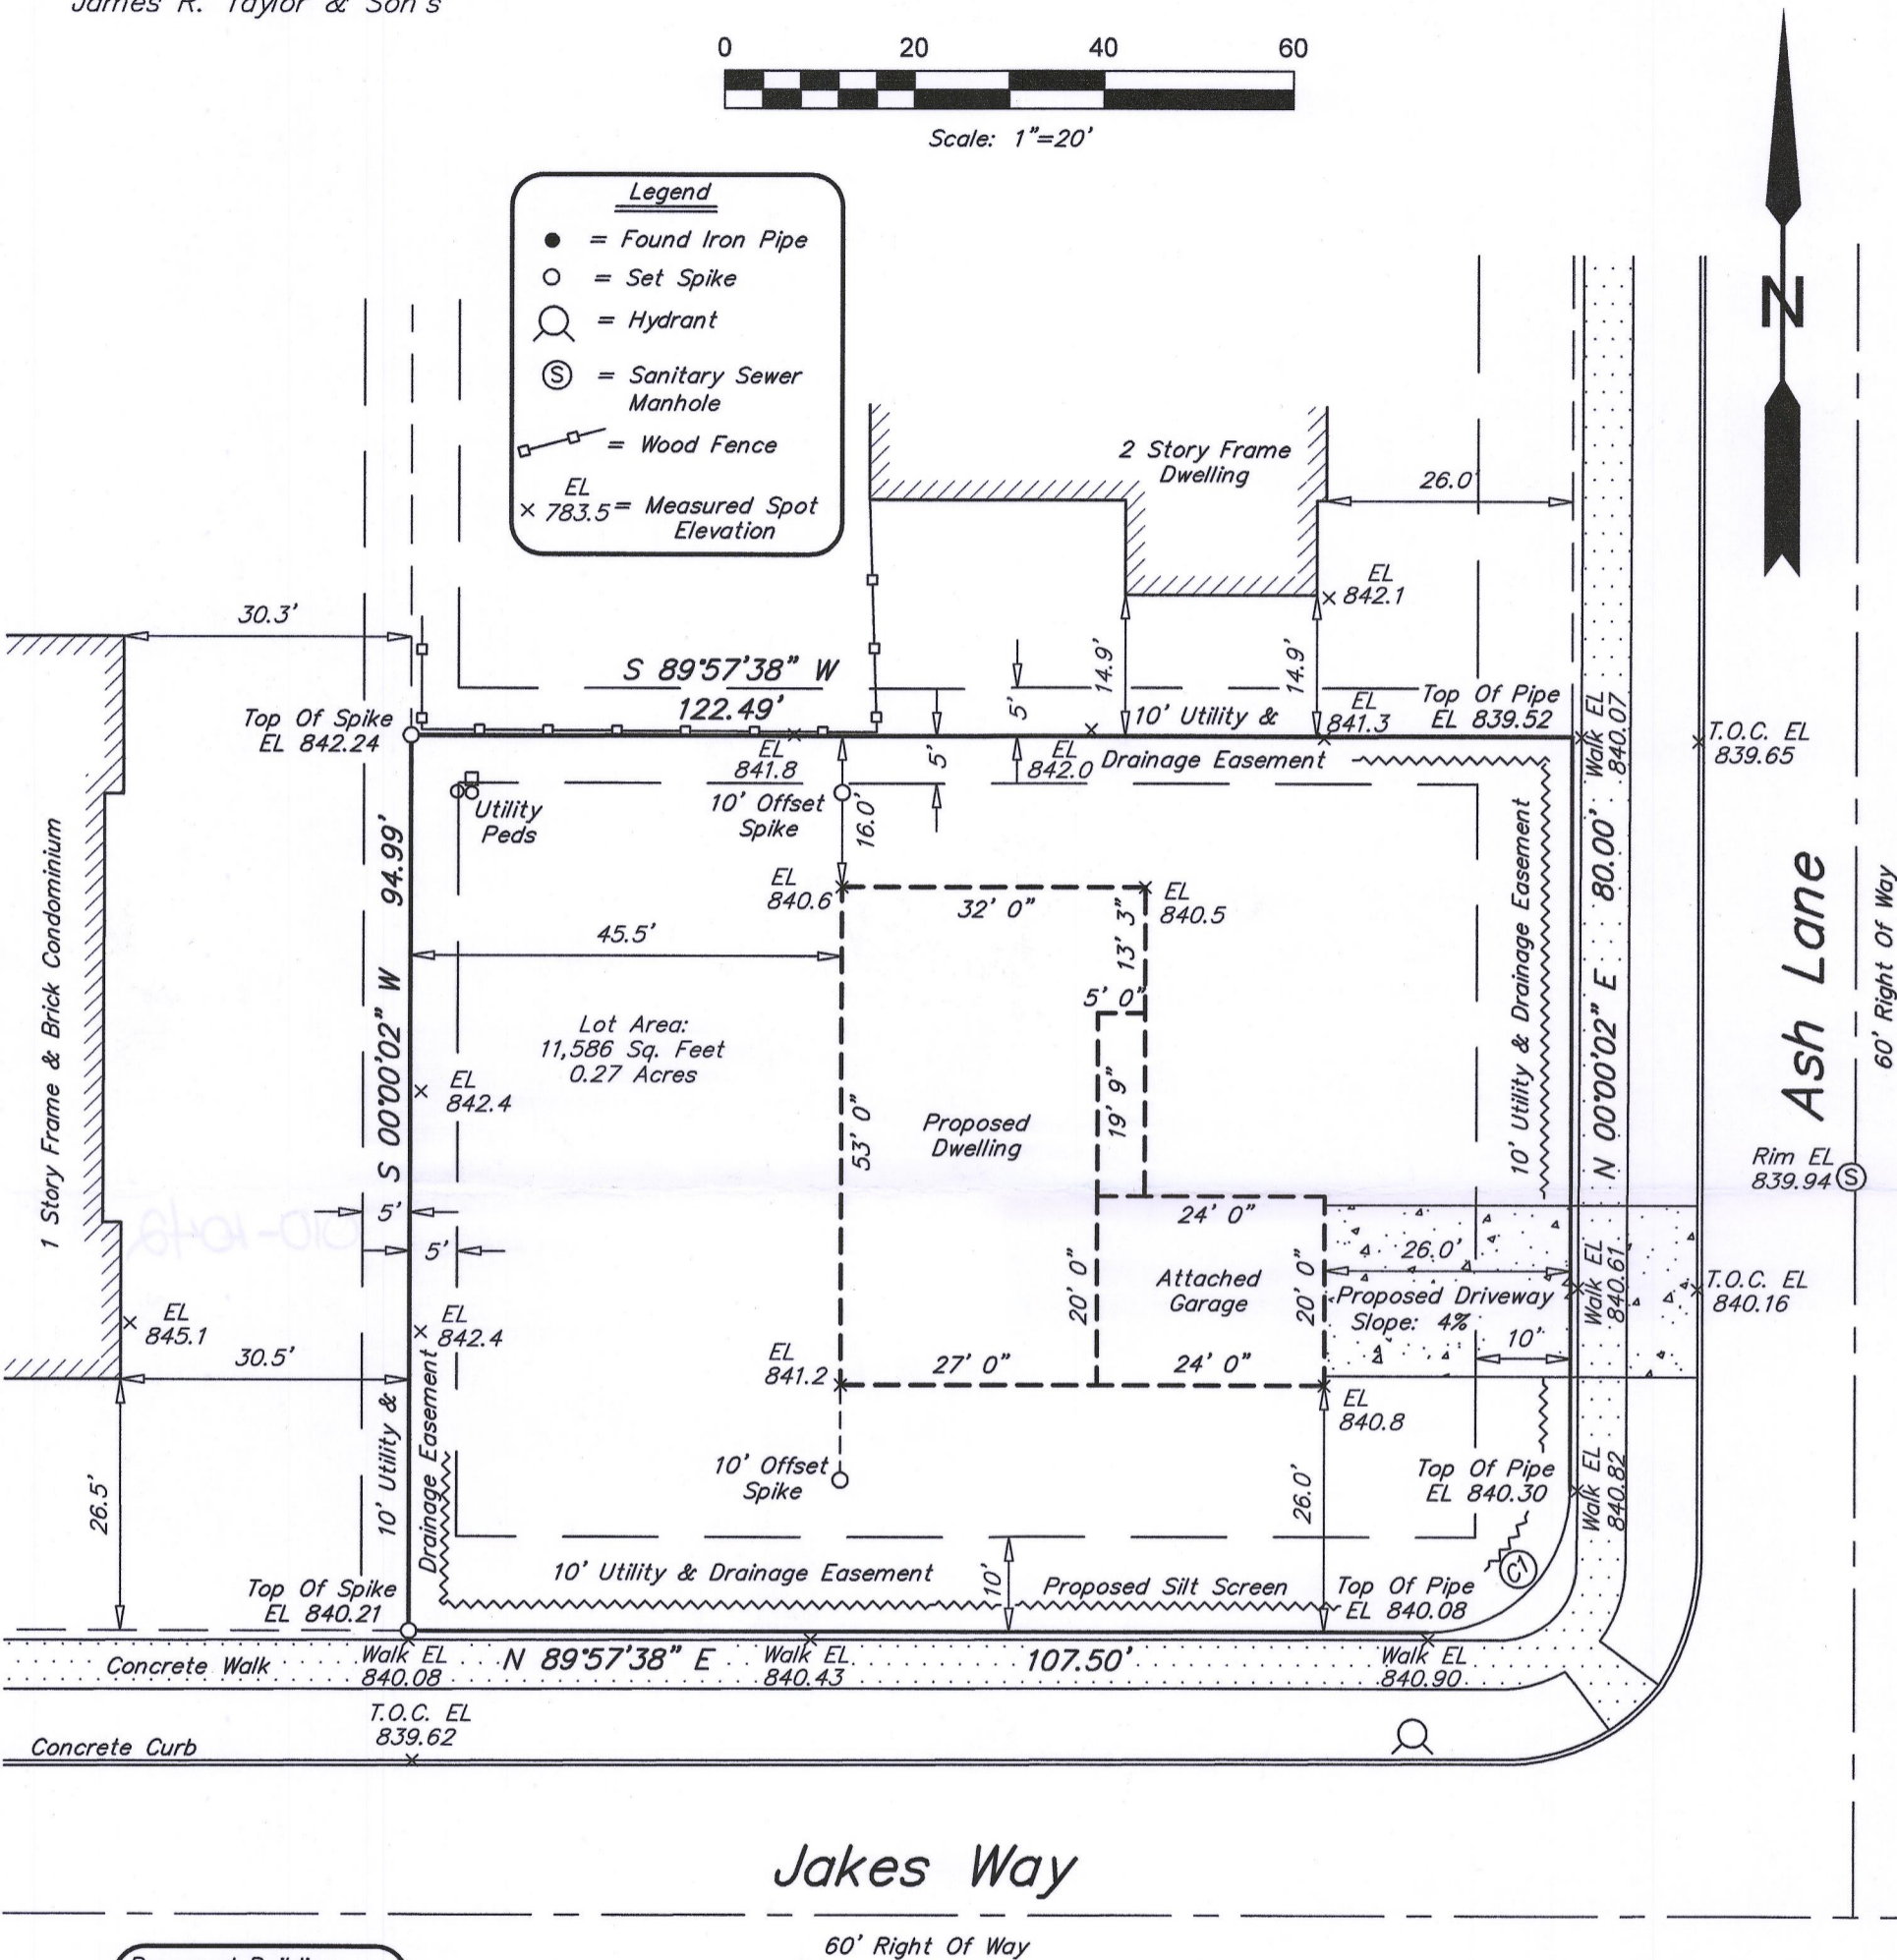 James R. Taylor & Son's
0 20 40 60
Scale: 1"=20'
Legend
= Found Iron Pipe
= Set Spike
= Hydrant
S = Sanitary Sewer
Manhole
= Wood Fence
EL
× 783.5 = Measured Spot
Elevation
N
2 Story Frame
Dwelling
26.0'
EL
842.1
30.3'
14.9'
14.9'
S 89°57'38" W
122.49'
5'
5'
Top Of Spike
EL 842.24
10' Utility &
Drainage Easement
EL
841.3
Top Of Pipe
EL 839.52
Walk EL
840.07
T.O.C. EL
839.65
EL
841.8
EL
842.0
Utility
Peds
10' Offset
Spike
16.0'
94.99'
S 00°00'02" W
EL
840.6
32' 0"
EL
840.5
13' 3"
45.5'
5' 0"
19' 9"
53' 0"
Lot Area:
11,586 Sq. Feet
0.27 Acres
EL
842.4
Proposed
Dwelling
1 Story Frame & Brick Condominium
10' Utility & Drainage Easement
80.00'
N 00°00'02" E
Ash Lane
60' Right Of Way
Rim EL
839.94
S
5'
5'
24' 0"
20' 0"
Attached
Garage
20' 0"
26.0'
Proposed Driveway
Slope: 4%
10'
Walk EL
840.61
T.O.C. EL
840.16
EL
845.1
EL
842.4
30.5'
EL
841.2
27' 0"
24' 0"
EL
840.8
10' Utility &
Drainage Easement
26.5'
10' Offset
Spike
26.0'
Top Of Pipe
EL 840.30
Walk EL
840.82
C1
10' Utility & Drainage Easement
10'
Proposed Silt Screen
Top Of Pipe
EL 840.08
Top Of Spike
EL 840.21
Concrete Walk
Walk EL
840.08
N 89°57'38" E
Walk EL
840.43
107.50'
Walk EL
840.90
T.O.C. EL
839.62
Concrete Curb
Jakes Way
60' Right Of Way